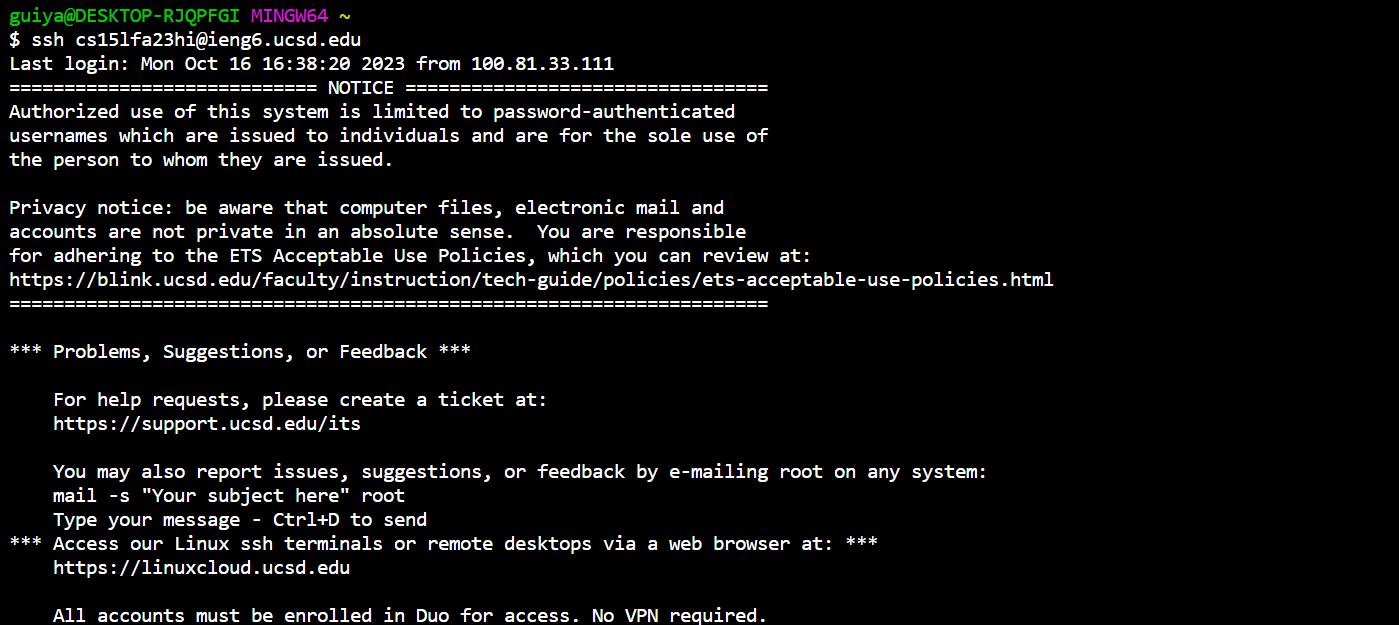 guiya@DESKTOP-RJQPFGI MINGW64 ~
$ ssh cs15lfa23hi@ieng6.ucsd.edu
Last login: Mon Oct 16 16:38:20 2023 from 100.81.33.111
============================ NOTICE =================================
Authorized use of this system is limited to password-authenticated
usernames which are issued to individuals and are for the sole use of
the person to whom they are issued.

Privacy notice: be aware that computer files, electronic mail and
accounts are not private in an absolute sense.  You are responsible
for adhering to the ETS Acceptable Use Policies, which you can review at:
https://blink.ucsd.edu/faculty/instruction/tech-guide/policies/ets-acceptable-use-policies.html
=====================================================================

*** Problems, Suggestions, or Feedback ***

    For help requests, please create a ticket at:
    https://support.ucsd.edu/its

    You may also report issues, suggestions, or feedback by e-mailing root on any system:
    mail -s "Your subject here" root
    Type your message - Ctrl+D to send
*** Access our Linux ssh terminals or remote desktops via a web browser at: ***
    https://linuxcloud.ucsd.edu

    All accounts must be enrolled in Duo for access. No VPN required.